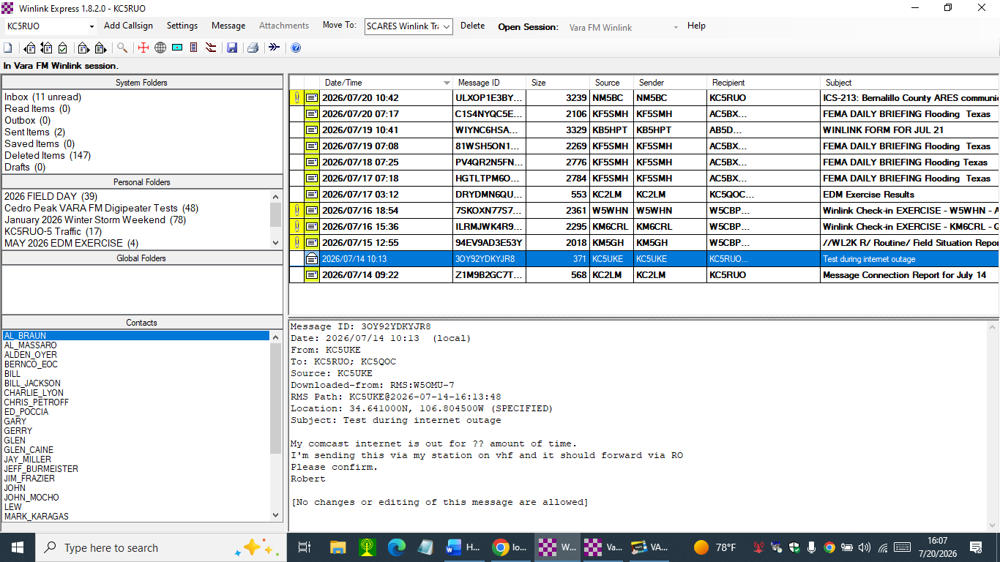 Winlink Express 1.8.2.0 - KC5RUO
KC5RUO Add Callsign Settings Message Attachments Move To: SCARES Winlink Tra Delete Open Session: Vara FM Winlink Help
In Vara FM Winlink session.
System Folders
Inbox (11 unread)
Read Items (0)
Outbox (0)
Sent Items (2)
Saved Items (0)
Deleted Items (147)
Drafts (0)
Personal Folders
2026 FIELD DAY (39)
Cedro Peak VARA FM Digipeater Tests (48)
January 2026 Winter Storm Weekend (78)
KC5RUO-5 Traffic (17)
MAY 2026 EDM EXERCISE (4)
Global Folders
Contacts
AL_BRAUN
AL_MASSARO
ALDEN_OYER
BERNCO_EOC
BILL
BILL_JACKSON
CHARLIE_LYON
CHRIS_PETROFF
ED_POCCIA
GARY
GERRY
GLEN
GLEN_CAINE
JAY_MILLER
JEFF_BURMEISTER
JIM_FRAZIER
JOHN
JOHN_MOCHO
LEW
MARK_KARAGAS
Date/Time Message ID Size Source Sender Recipient Subject
2026/07/20 10:42 ULXOP1E3BY... 3239 NM5BC NM5BC KC5RUO ICS-213: Bernalillo County ARES communi
2026/07/20 07:17 C1S4NYQC5E... 2106 KF5SMH KF5SMH AC5BX... FEMA DAILY BRIEFING Flooding Texas
2026/07/19 10:41 WIYNC6HSA... 3329 KB5HPT KB5HPT AB5D... WINLINK FORM FOR JUL 21
2026/07/19 07:08 81WSH5ON1... 2269 KF5SMH KF5SMH AC5BX... FEMA DAILY BRIEFING Flooding Texas
2026/07/18 07:25 PV4QR2N5FN... 2776 KF5SMH KF5SMH AC5BX... FEMA DAILY BRIEFING Flooding Texas
2026/07/17 07:18 HGTLTPM6O... 2784 KF5SMH KF5SMH AC5BX... FEMA DAILY BRIEFING Flooding Texas
2026/07/17 03:12 DRYDMN6QU... 553 KC2LM KC2LM KC5QOC... EDM Exercise Results
2026/07/16 18:54 7SKOXN77S7... 2361 W5WHN W5WHN W5CBP... Winlink Check-in EXERCISE - W5WHN - A
2026/07/16 15:36 ILRMJWK4R9... 2295 KM6CRL KM6CRL W5CBP... Winlink Check-in EXERCISE - KM6CRL - G
2026/07/15 12:55 94EV9AD3E53Y 2018 KM5GH KM5GH W5CBP... //WL2K R/ Routine/ Field Situation Repor
2026/07/14 10:13 3OY92YDKYJR8 371 KC5UKE KC5UKE KC5RUO... Test during internet outage
2026/07/14 09:22 Z1M9B2GC7T... 568 KC2LM KC2LM KC5RUO Message Connection Report for July 14
Message ID: 3OY92YDKYJR8
Date: 2026/07/14 10:13 (local)
From: KC5UKE
To: KC5RUO; KC5QOC
Source: KC5UKE
Downloaded-from: RMS:W5OMU-7
RMS Path: KC5UKE@2026-07-14-16:13:48
Location: 34.641000N, 106.804500W (SPECIFIED)
Subject: Test during internet outage
My comcast internet is out for ?? amount of time.
I'm sending this via my station on vhf and it should forward via RO
Please confirm.
Robert
[No changes or editing of this message are allowed]
Type here to search H... Io... W... Va... VA... 78°F 16:07
7/20/2026